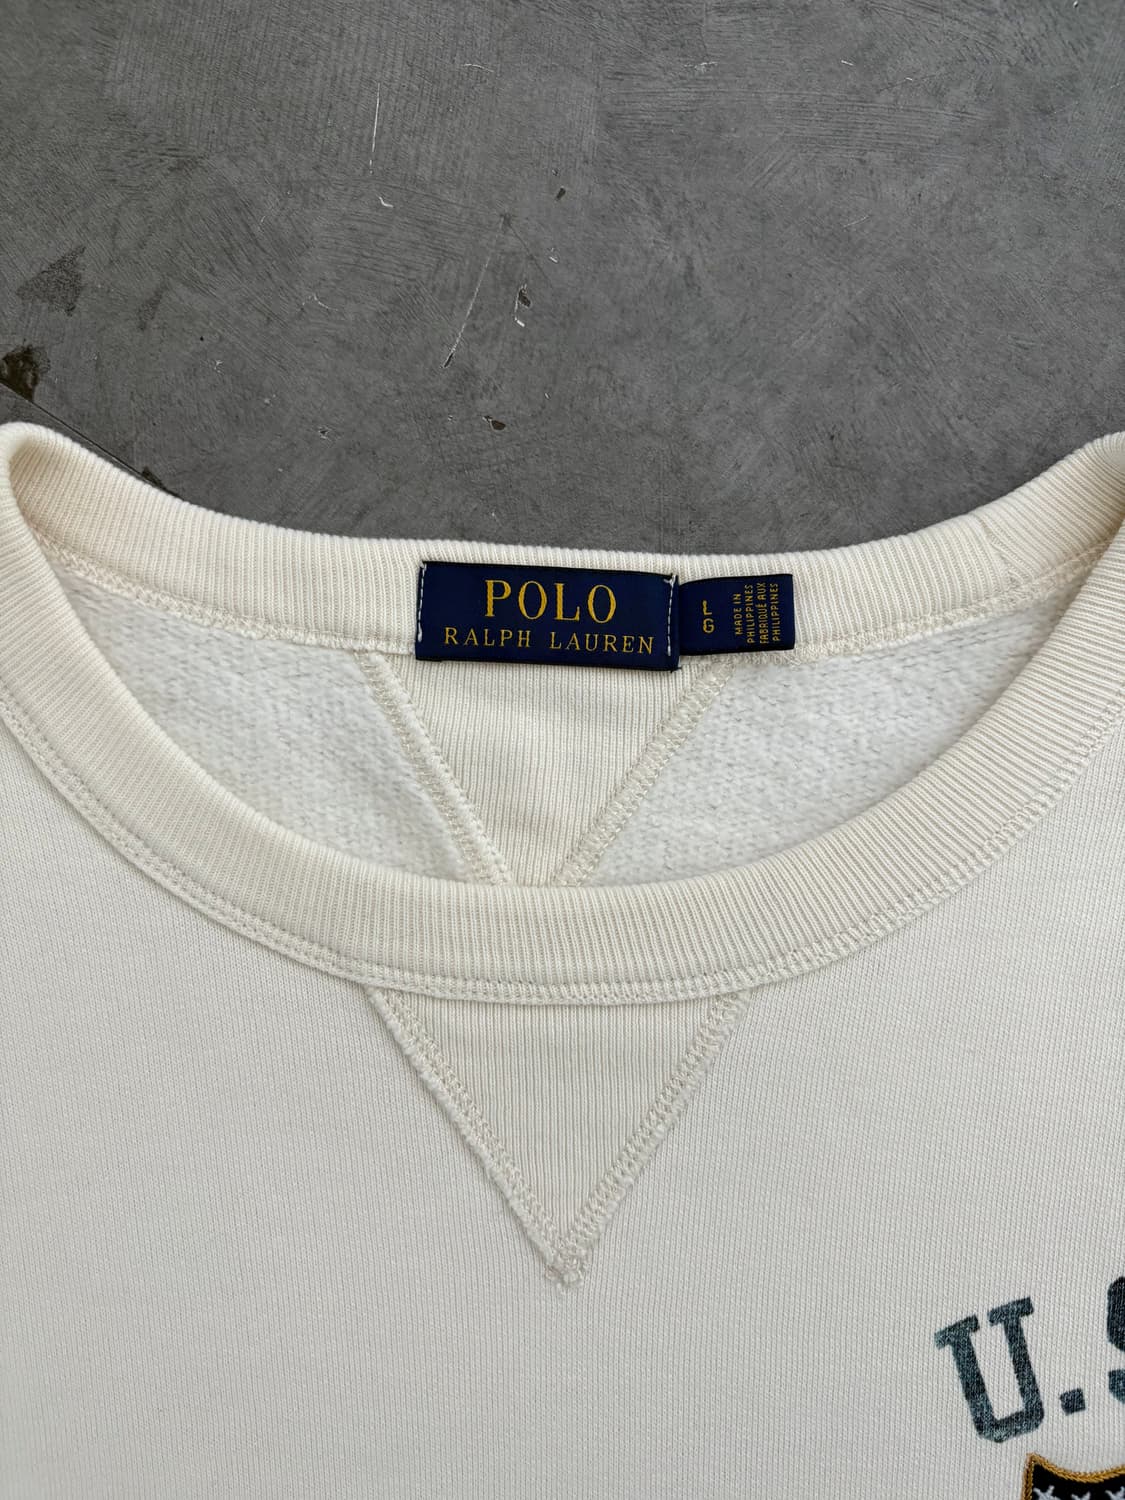 POLO
RALPH LAUREN
LG
MADE IN
PHILIPPINES
FABRIQUÉ AUX
PHILIPPINES
U.S